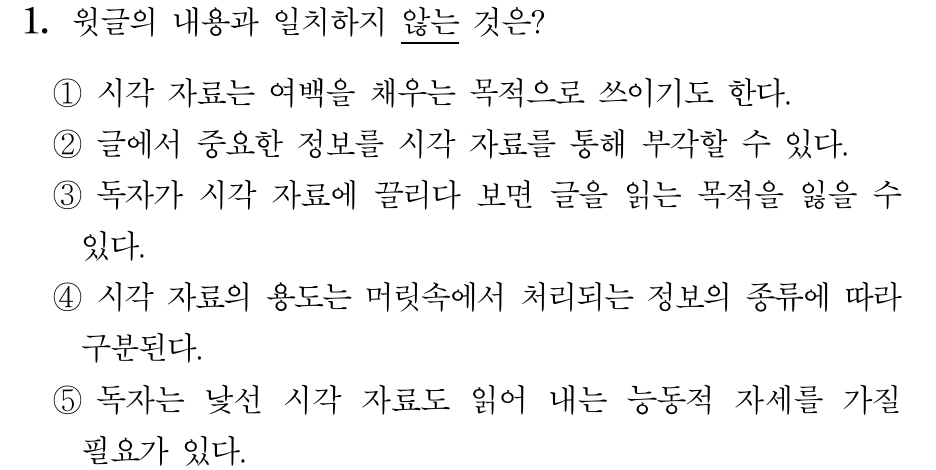 1. 윗글의 내용과 일치하지 않는 것은?
① 시각 자료는 여백을 채우는 목적으로 쓰이기도 한다.
② 글에서 중요한 정보를 시각 자료를 통해 부각할 수 있다.
③ 독자가 시각 자료에 끌리다 보면 글을 읽는 목적을 잃을 수
있다.
④ 시각 자료의 용도는 머릿속에서 처리되는 정보의 종류에 따라
구분된다.
⑤ 독자는 낯선 시각 자료도 읽어 내는 능동적 자세를 가질
필요가 있다.